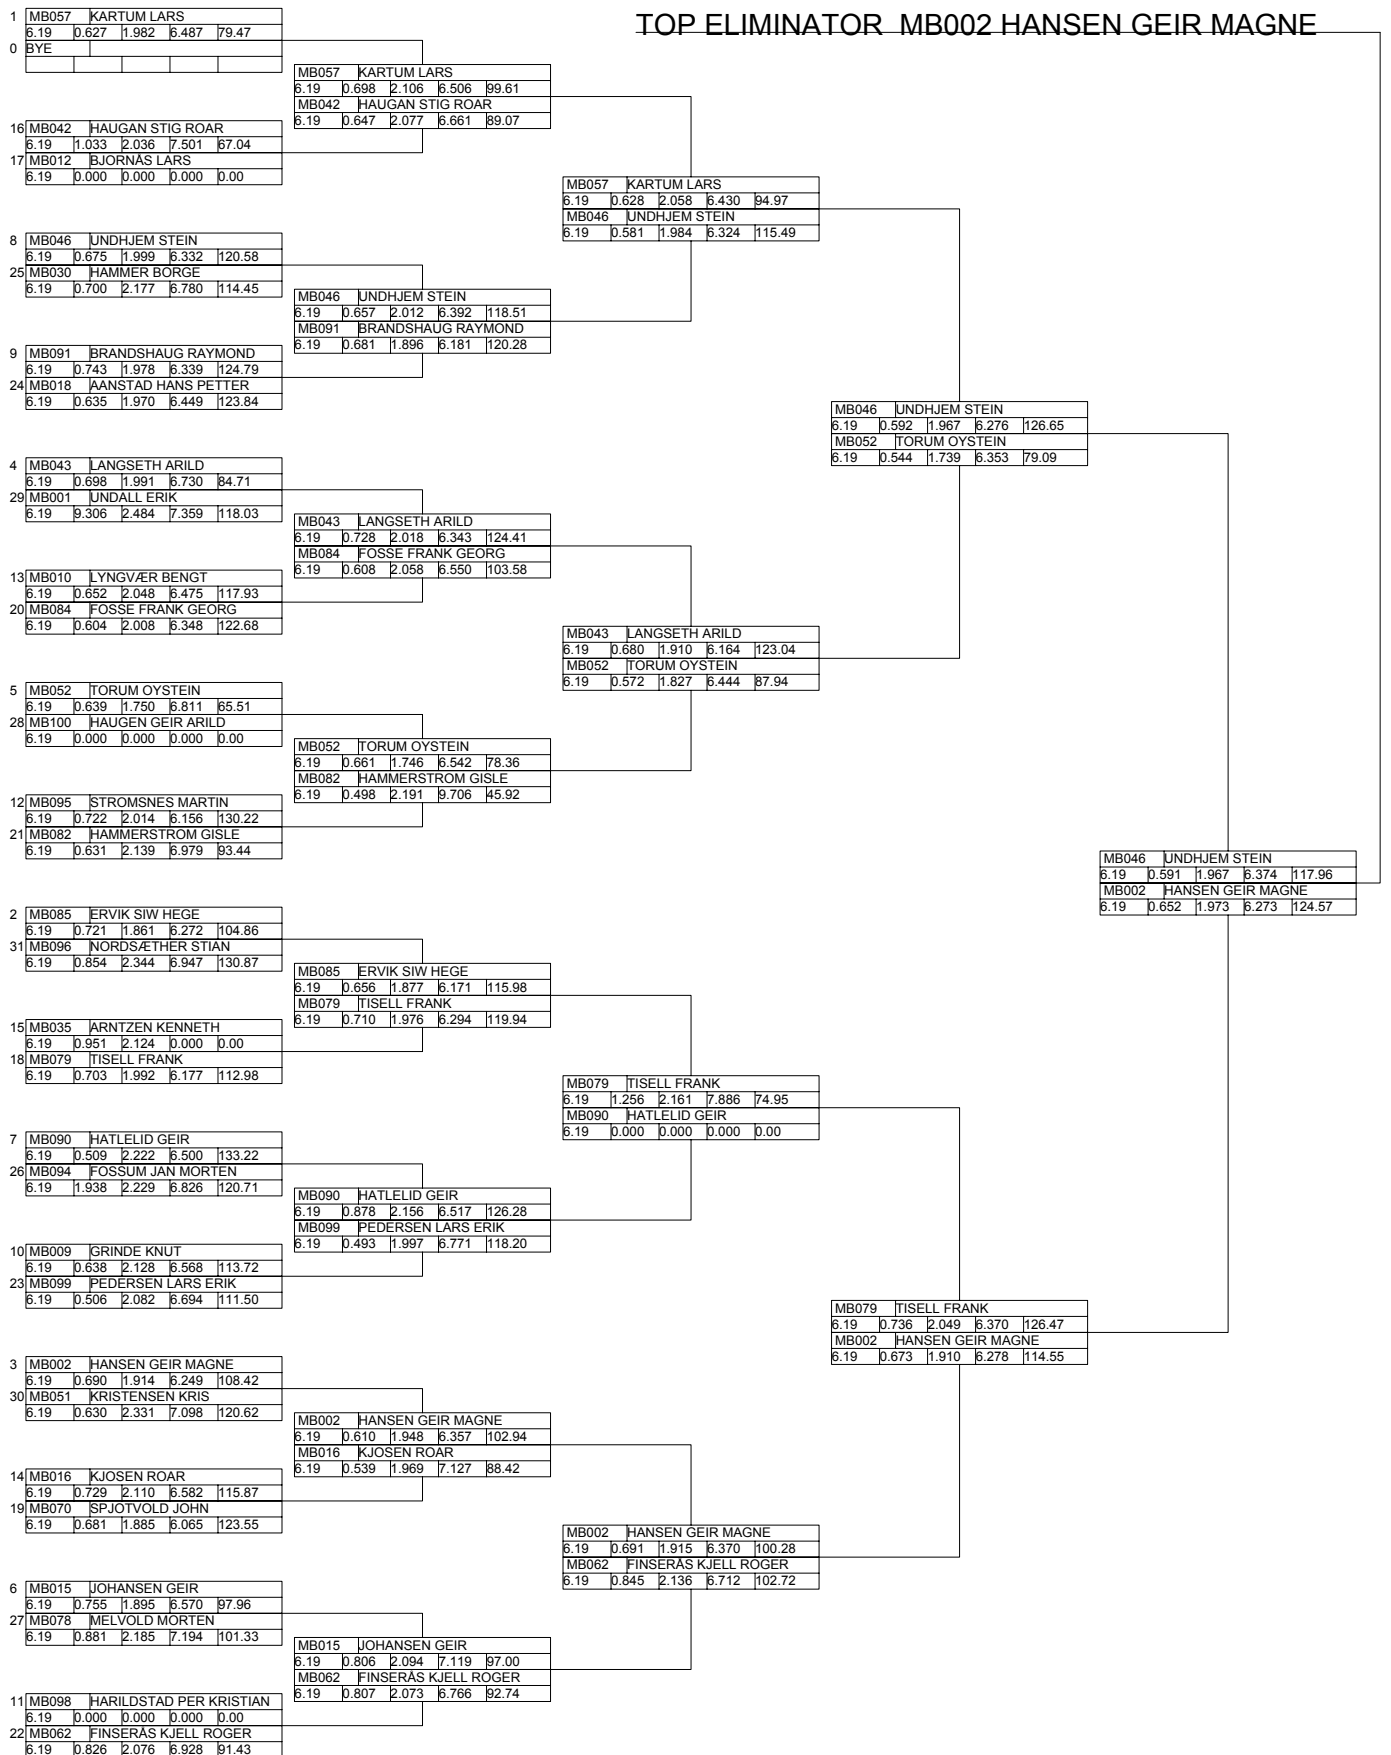 TOP ELIMINATOR MB002 HANSEN GEIR MAGNE
1 MB057 KARTUM LARS
6.19 0.627 1.982 6.487 79.47
0 BYE
16 MB042 HAUGAN STIG ROAR
6.19 1.033 2.036 7.501 67.04
17 MB012 BJORNÅS LARS
6.19 0.000 0.000 0.000 0.00
8 MB046 UNDHJEM STEIN
6.19 0.675 1.999 6.332 120.58
25 MB030 HAMMER BORGE
6.19 0.700 2.177 6.780 114.45
9 MB091 BRANDSHAUG RAYMOND
6.19 0.743 1.978 6.339 124.79
24 MB018 AANSTAD HANS PETTER
6.19 0.635 1.970 6.449 123.84
4 MB043 LANGSETH ARILD
6.19 0.698 1.991 6.730 84.71
29 MB001 UNDALL ERIK
6.19 9.306 2.484 7.359 118.03
13 MB010 LYNGVÆR BENGT
6.19 0.652 2.048 6.475 117.93
20 MB084 FOSSE FRANK GEORG
6.19 0.604 2.008 6.348 122.68
5 MB052 TORUM OYSTEIN
6.19 0.639 1.750 6.811 65.51
28 MB100 HAUGEN GEIR ARILD
6.19 0.000 0.000 0.000 0.00
12 MB095 STROMSNES MARTIN
6.19 0.722 2.014 6.156 130.22
21 MB082 HAMMERSTROM GISLE
6.19 0.631 2.139 6.979 93.44
2 MB085 ERVIK SIW HEGE
6.19 0.721 1.861 6.272 104.86
31 MB096 NORDSÆTHER STIAN
6.19 0.854 2.344 6.947 130.87
15 MB035 ARNTZEN KENNETH
6.19 0.951 2.124 0.000 0.00
18 MB079 TISELL FRANK
6.19 0.703 1.992 6.177 112.98
7 MB090 HATLELID GEIR
6.19 0.509 2.222 6.500 133.22
26 MB094 FOSSUM JAN MORTEN
6.19 1.938 2.229 6.826 120.71
10 MB009 GRINDE KNUT
6.19 0.638 2.128 6.568 113.72
23 MB099 PEDERSEN LARS ERIK
6.19 0.506 2.082 6.694 111.50
3 MB002 HANSEN GEIR MAGNE
6.19 0.690 1.914 6.249 108.42
30 MB051 KRISTENSEN KRIS
6.19 0.630 2.331 7.098 120.62
14 MB016 KJOSEN ROAR
6.19 0.729 2.110 6.582 115.87
19 MB070 SPJOTVOLD JOHN
6.19 0.681 1.885 6.065 123.55
6 MB015 JOHANSEN GEIR
6.19 0.755 1.895 6.570 97.96
27 MB078 MELVOLD MORTEN
6.19 0.881 2.185 7.194 101.33
11 MB098 HARILDSTAD PER KRISTIAN
6.19 0.000 0.000 0.000 0.00
22 MB062 FINSERÅS KJELL ROGER
6.19 0.826 2.076 6.928 91.43
MB057 KARTUM LARS
6.19 0.698 2.106 6.506 99.61
MB042 HAUGAN STIG ROAR
6.19 0.647 2.077 6.661 89.07
MB046 UNDHJEM STEIN
6.19 0.657 2.012 6.392 118.51
MB091 BRANDSHAUG RAYMOND
6.19 0.681 1.896 6.181 120.28
MB043 LANGSETH ARILD
6.19 0.728 2.018 6.343 124.41
MB084 FOSSE FRANK GEORG
6.19 0.608 2.058 6.550 103.58
MB052 TORUM OYSTEIN
6.19 0.661 1.746 6.542 78.36
MB082 HAMMERSTROM GISLE
6.19 0.498 2.191 9.706 45.92
MB085 ERVIK SIW HEGE
6.19 0.656 1.877 6.171 115.98
MB079 TISELL FRANK
6.19 0.710 1.976 6.294 119.94
MB090 HATLELID GEIR
6.19 0.878 2.156 6.517 126.28
MB099 PEDERSEN LARS ERIK
6.19 0.493 1.997 6.771 118.20
MB002 HANSEN GEIR MAGNE
6.19 0.610 1.948 6.357 102.94
MB016 KJOSEN ROAR
6.19 0.539 1.969 7.127 88.42
MB015 JOHANSEN GEIR
6.19 0.806 2.094 7.119 97.00
MB062 FINSERÅS KJELL ROGER
6.19 0.807 2.073 6.766 92.74
MB057 KARTUM LARS
6.19 0.628 2.058 6.430 94.97
MB046 UNDHJEM STEIN
6.19 0.581 1.984 6.324 115.49
MB043 LANGSETH ARILD
6.19 0.680 1.910 6.164 123.04
MB052 TORUM OYSTEIN
6.19 0.572 1.827 6.444 87.94
MB079 TISELL FRANK
6.19 1.256 2.161 7.886 74.95
MB090 HATLELID GEIR
6.19 0.000 0.000 0.000 0.00
MB002 HANSEN GEIR MAGNE
6.19 0.691 1.915 6.370 100.28
MB062 FINSERÅS KJELL ROGER
6.19 0.845 2.136 6.712 102.72
MB046 UNDHJEM STEIN
6.19 0.592 1.967 6.276 126.65
MB052 TORUM OYSTEIN
6.19 0.544 1.739 6.353 79.09
MB079 TISELL FRANK
6.19 0.736 2.049 6.370 126.47
MB002 HANSEN GEIR MAGNE
6.19 0.673 1.910 6.278 114.55
MB046 UNDHJEM STEIN
6.19 0.591 1.967 6.374 117.96
MB002 HANSEN GEIR MAGNE
6.19 0.652 1.973 6.273 124.57